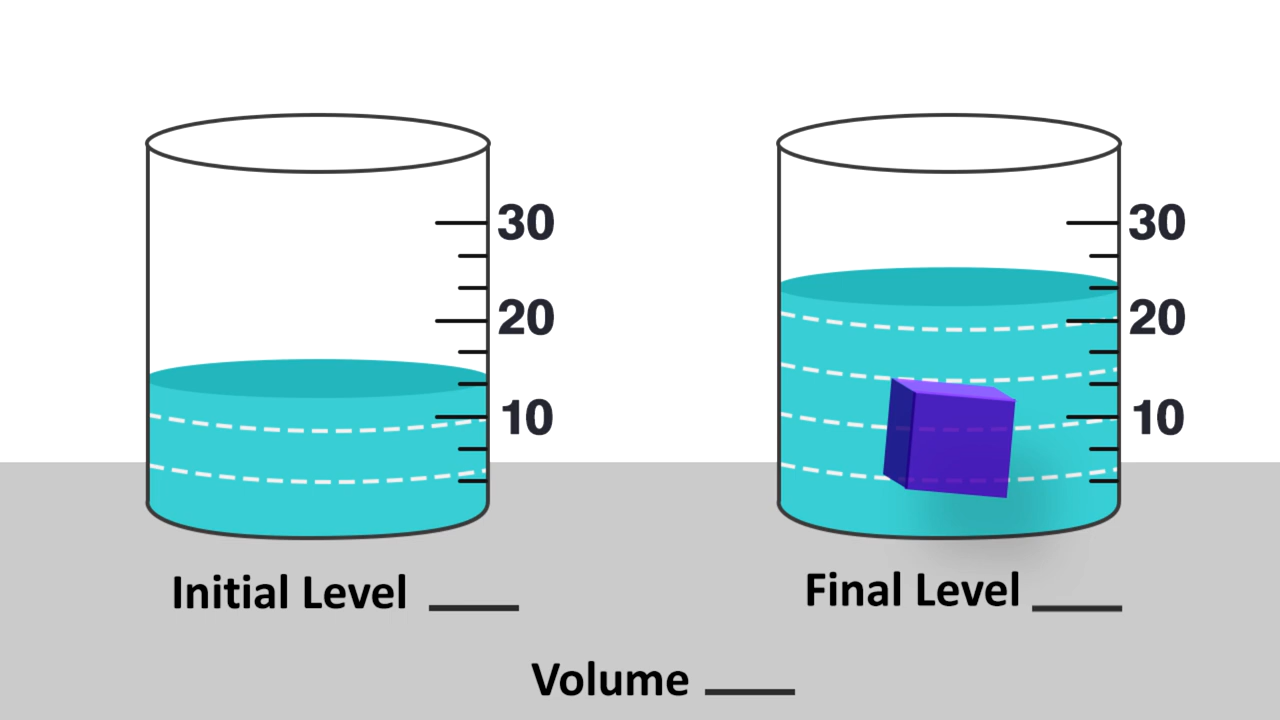 30 30
20 20
10 10
Initial Level ____ Final Level ____
Volume ____